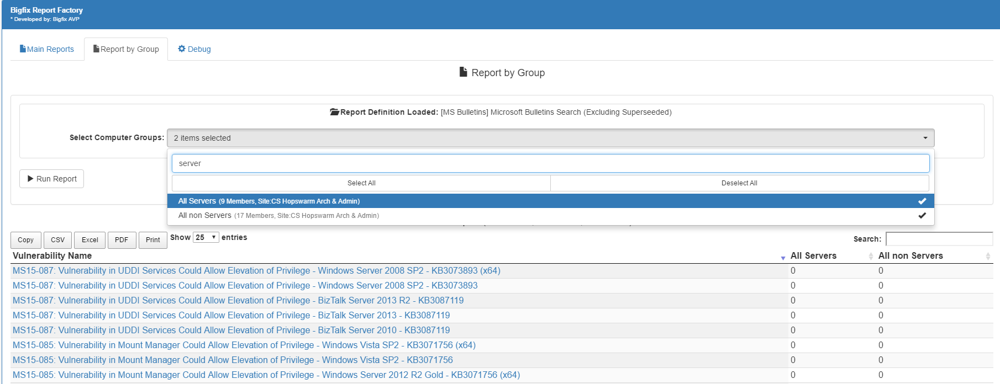 Bigfix Report Factory
* Developed by: Bigfix AVP
Main Reports Report by Group Debug
Report by Group
Report Definition Loaded: [MS Bulletins] Microsoft Bulletins Search (Excluding Superseeded)
Select Computer Groups: 2 items selected
server
Select All Deselect All
Run Report
All Servers (9 Members, Site:CS Hopswarm Arch & Admin)
All non Servers (17 Members, Site:CS Hopswarm Arch & Admin)
Copy CSV Excel PDF Print Show 25 entries Search:
Vulnerability Name All Servers All non Servers
MS15-087: Vulnerability in UDDI Services Could Allow Elevation of Privilege - Windows Server 2008 SP2 - KB3073893 (x64) 0 0
MS15-087: Vulnerability in UDDI Services Could Allow Elevation of Privilege - Windows Server 2008 SP2 - KB3073893 0 0
MS15-087: Vulnerability in UDDI Services Could Allow Elevation of Privilege - BizTalk Server 2013 R2 - KB3087119 0 0
MS15-087: Vulnerability in UDDI Services Could Allow Elevation of Privilege - BizTalk Server 2013 - KB3087119 0 0
MS15-087: Vulnerability in UDDI Services Could Allow Elevation of Privilege - BizTalk Server 2010 - KB3087119 0 0
MS15-085: Vulnerability in Mount Manager Could Allow Elevation of Privilege - Windows Vista SP2 - KB3071756 (x64) 0 0
MS15-085: Vulnerability in Mount Manager Could Allow Elevation of Privilege - Windows Vista SP2 - KB3071756 0 0
MS15-085: Vulnerability in Mount Manager Could Allow Elevation of Privilege - Windows Server 2012 R2 Gold - KB3071756 (x64) 0 0